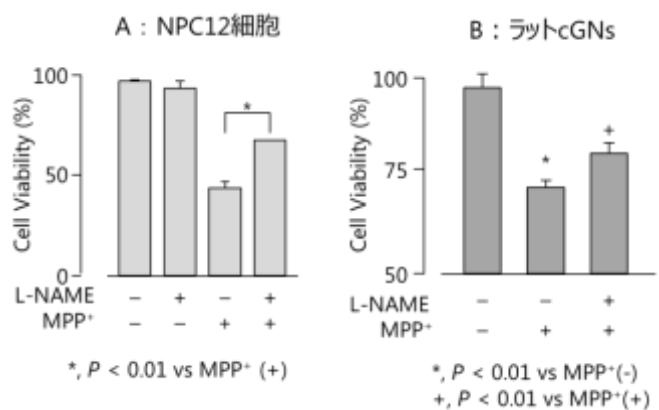 A : NPC12細胞
Cell Viability (%)
100
50
0
*
L-NAME − + − +
MPP⁺ − − + +
*, P < 0.01 vs MPP⁺ (+)
B : ラットcGNs
Cell Viability (%)
100
75
50
*
+
L-NAME − − +
MPP⁺ − + +
*, P < 0.01 vs MPP⁺(-)
+, P < 0.01 vs MPP⁺(+)